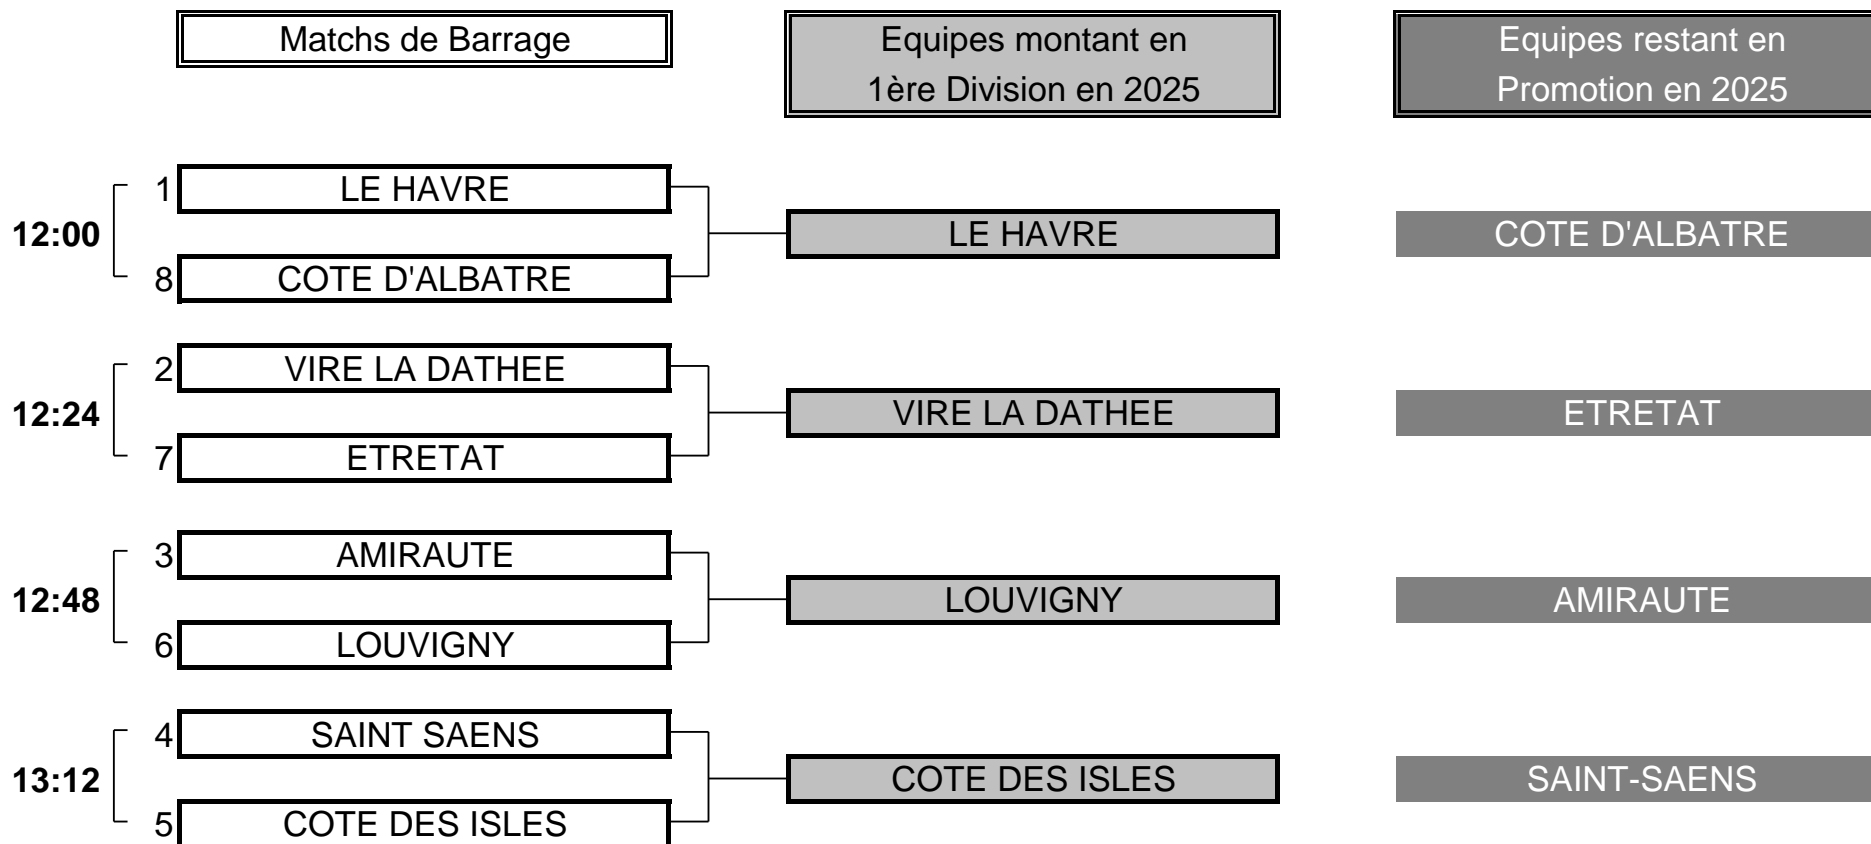 Matchs de Barrage
Equipes montant en
1ère Division en 2025
Equipes restant en
Promotion en 2025
12:00
1 LE HAVRE
8 COTE D'ALBATRE
LE HAVRE
COTE D'ALBATRE
12:24
2 VIRE LA DATHEE
7 ETRETAT
VIRE LA DATHEE
ETRETAT
12:48
3 AMIRAUTE
6 LOUVIGNY
LOUVIGNY
AMIRAUTE
13:12
4 SAINT SAENS
5 COTE DES ISLES
COTE DES ISLES
SAINT-SAENS